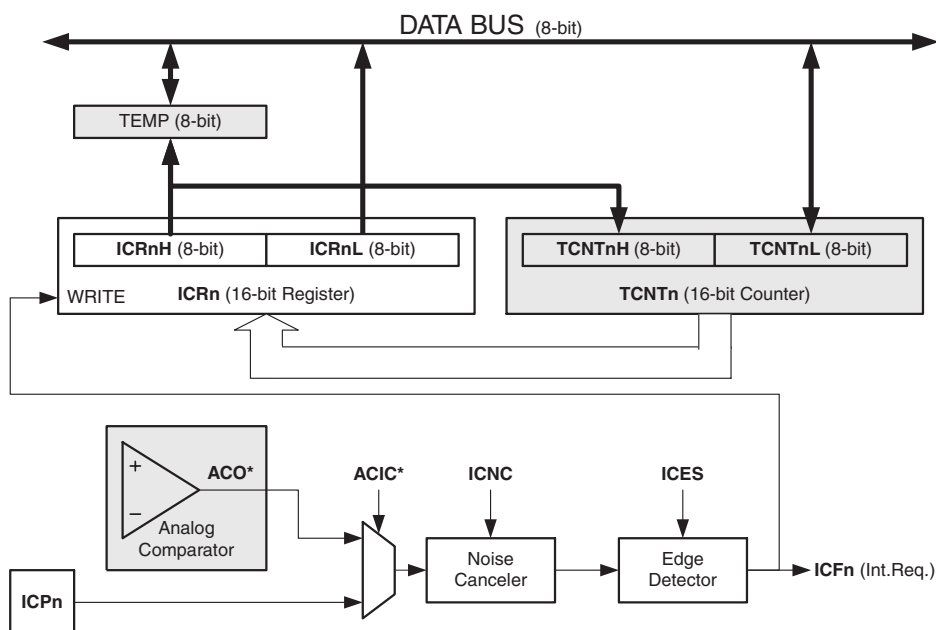 DATA BUS (8-bit)
TEMP (8-bit)
ICRnH (8-bit) ICRnL (8-bit) TCNTnH (8-bit) TCNTnL (8-bit)
WRITE ICRn (16-bit Register) TCNTn (16-bit Counter)
+ ACO* ACIC* ICNC ICES
−
Analog
Comparator
Noise
Canceler
Edge
Detector
ICFn (Int.Req.)
ICPn